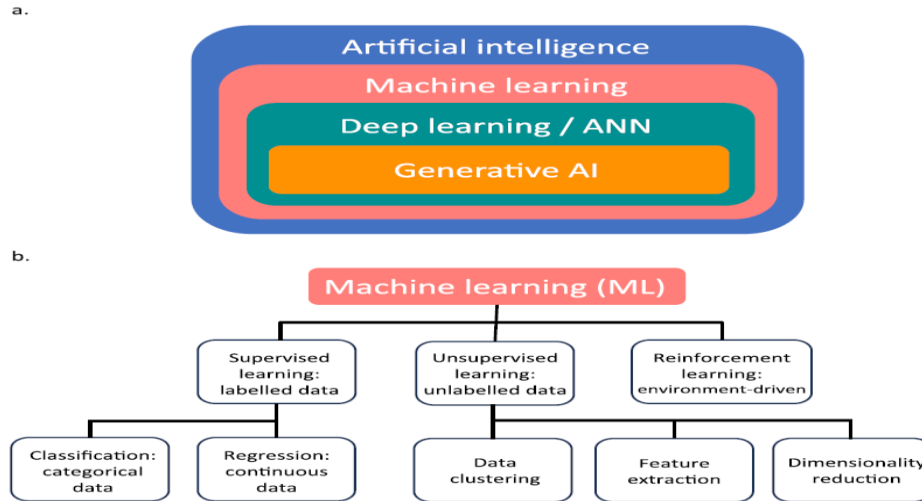 a.
Artificial intelligence
Machine learning
Deep learning / ANN
Generative AI
b.
Machine learning (ML)
Supervised
learning:
labelled data
Unsupervised
learning:
unlabelled data
Reinforcement
learning:
environment-driven
Classification:
categorical
data
Regression:
continuous
data
Data
clustering
Feature
extraction
Dimensionality
reduction